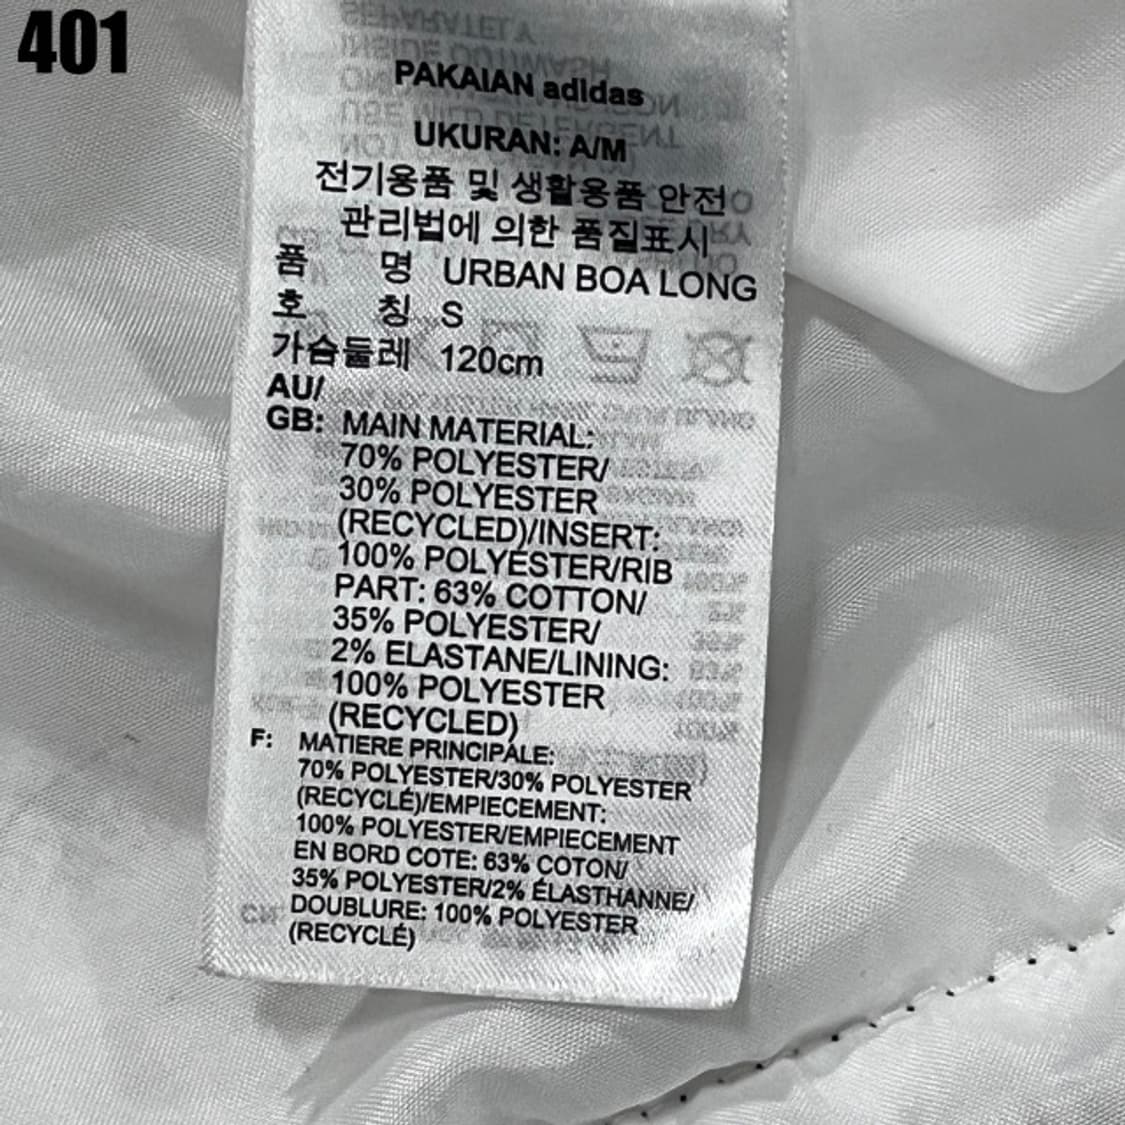 401
PAKAIAN adidas
UKURAN: A/M
전기용품 및 생활용품 안전
관리법에 의한 품질표시
품 명 URBAN BOA LONG
호 칭 S
가슴둘레 120cm
AU/
GB: MAIN MATERIAL:
70% POLYESTER/
30% POLYESTER
(RECYCLED)/INSERT:
100% POLYESTER/RIB
PART: 63% COTTON/
35% POLYESTER/
2% ELASTANE/LINING:
100% POLYESTER
(RECYCLED)
F: MATIERE PRINCIPALE:
70% POLYESTER/30% POLYESTER
(RECYCLÉ)/EMPIECEMENT:
100% POLYESTER/EMPIECEMENT
EN BORD COTE: 63% COTON/
35% POLYESTER/2% ÉLASTHANNE/
DOUBLURE: 100% POLYESTER
(RECYCLÉ)